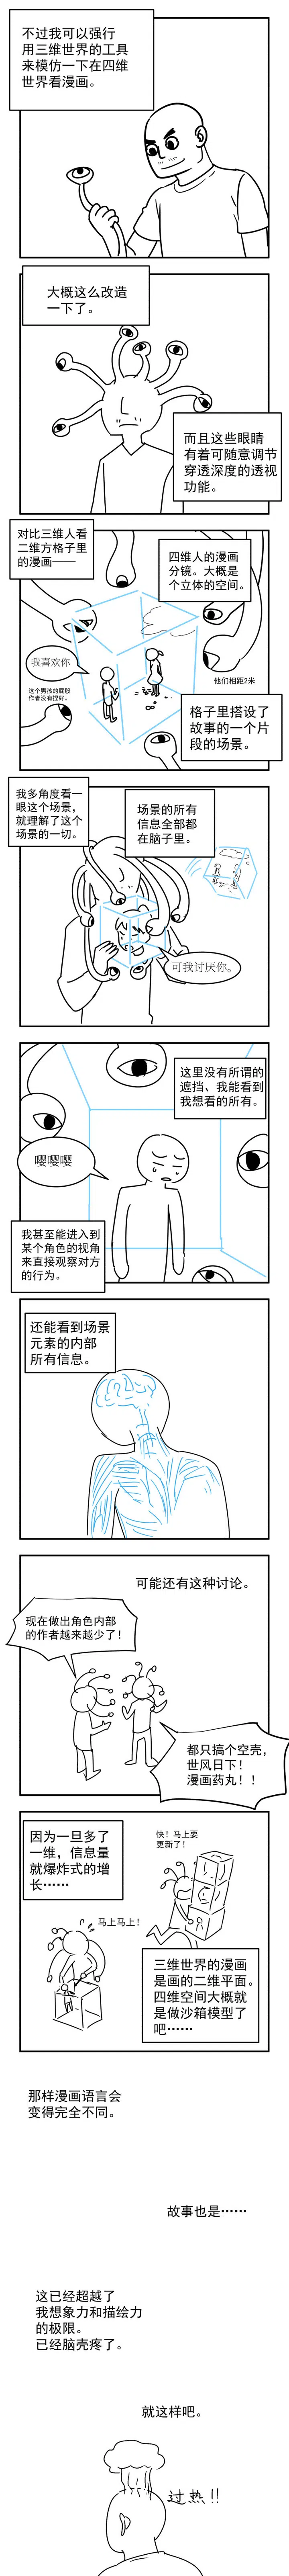 不过我可以强行
用三维世界的工具
来模仿一下在四维
世界看漫画。
大概这么改造
一下了。
而且这些眼睛
有着可随意调节
穿透深度的透视
功能。
对比三维人看
二维方格子里
的漫画——
四维人的漫画
分镜。大概是
个立体的空间。
我喜欢你
这个男孩的屁股
作者没有捏好。
他们相距2米
格子里搭设了
故事的一个片
段的场景。
我多角度看一
眼这个场景，
就理解了这个
场景的一切。
场景的所有
信息全部都
在脑子里。
可我讨厌你。
这里没有所谓的
遮挡、我能看到
我想看的所有。
嘤嘤嘤
我甚至能进入到
某个角色的视角
来直接观察对方
的行为。
还能看到场景
元素的内部
所有信息。
可能还有这种讨论。
现在做出角色内部
的作者越来越少了！
都只搞个空壳，
世风日下！
漫画药丸！！
因为一旦多了
一维，信息量
就爆炸式的增
长······
快！马上要
更新了！
马上马上！
三维世界的漫画
是画的二维平面。
四维空间大概就
是做沙箱模型了
吧······
那样漫画语言会
变得完全不同。
故事也是······
这已经超越了
我想象力和描绘力
的极限。
已经脑壳疼了。
就这样吧。
过热!!